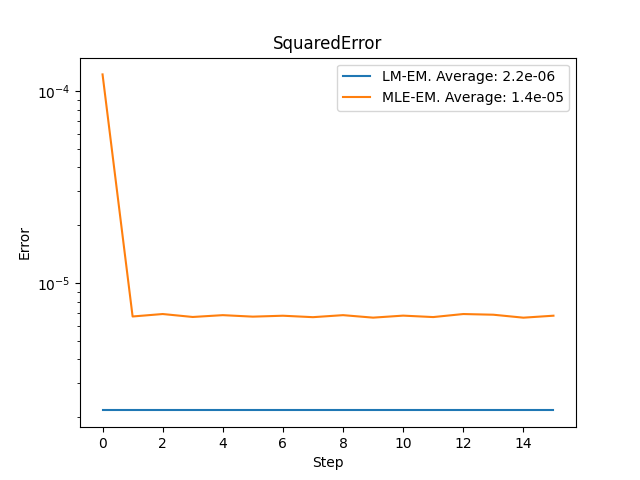 SquaredError
LM-EM. Average: 2.2e-06
MLE-EM. Average: 1.4e-05
10⁻⁴
10⁻⁵
Error
0 2 4 6 8 10 12 14
Step